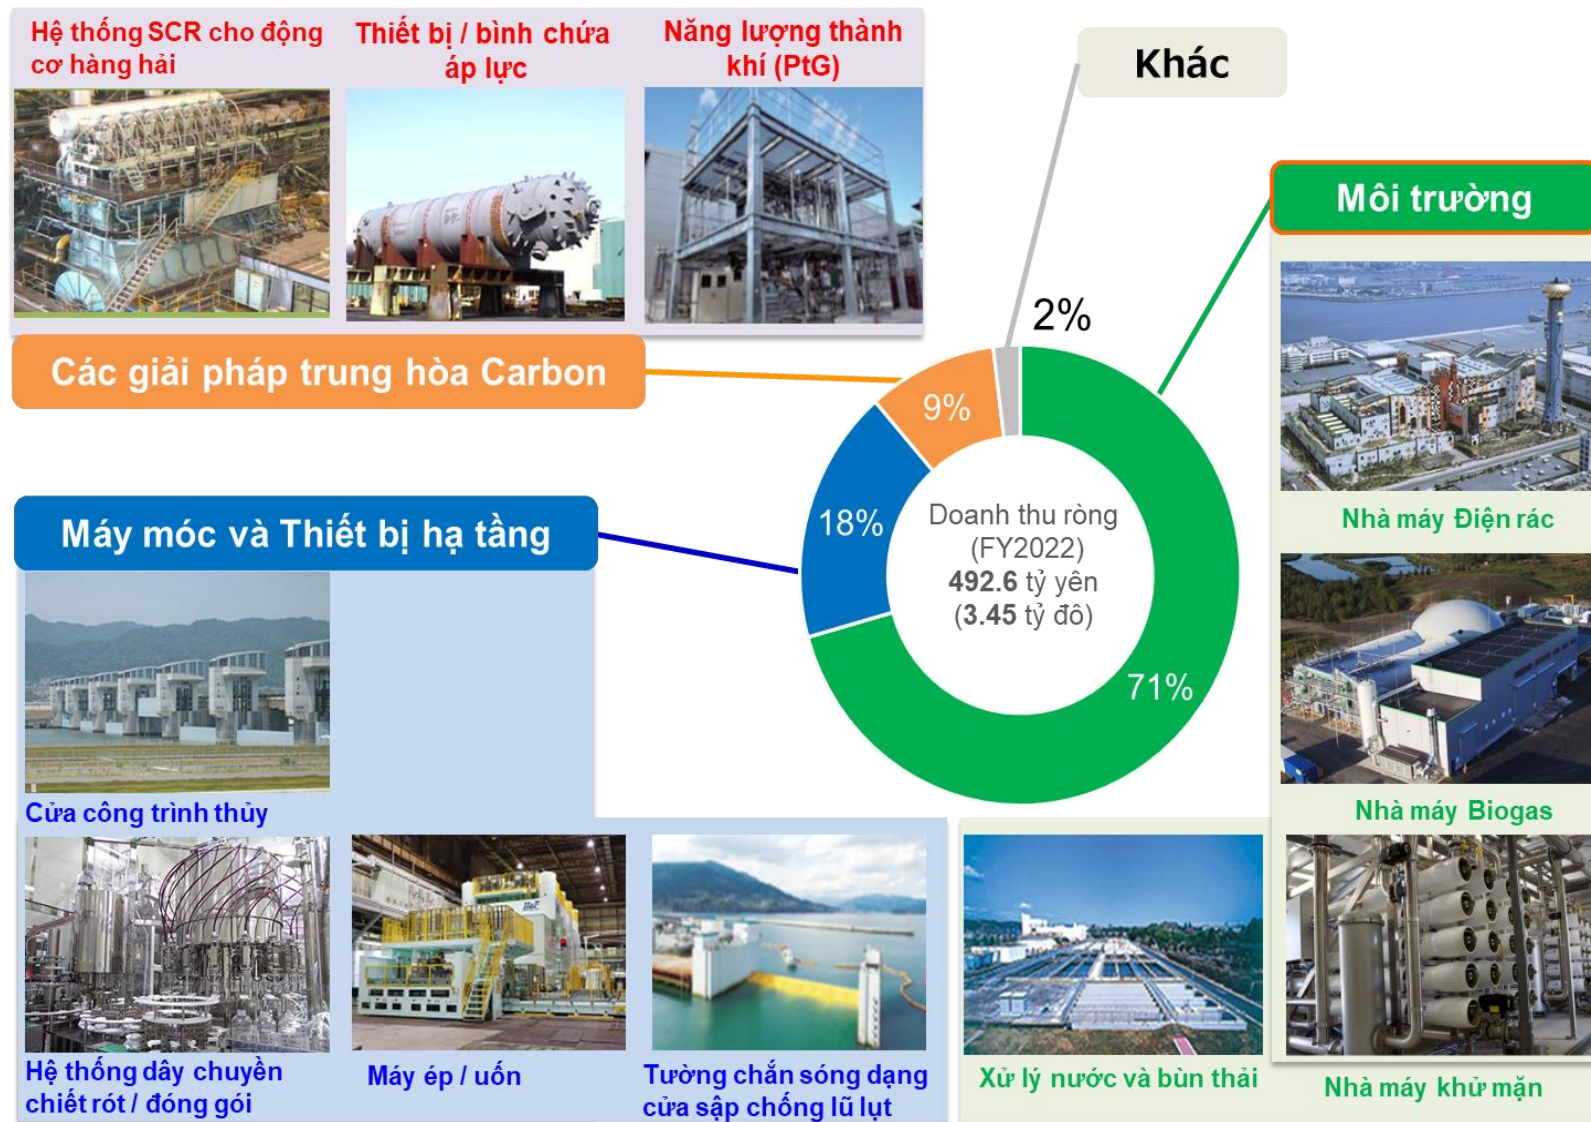 Hệ thống SCR cho động
cơ hàng hải
Thiết bị / bình chứa
áp lực
Năng lượng thành
khí (PtG)
Khác
Môi trường
Các giải pháp trung hòa Carbon
2%
9%
18%
71%
Doanh thu ròng
(FY2022)
492.6 tỷ yên
(3.45 tỷ đô)
Máy móc và Thiết bị hạ tầng
Nhà máy Điện rác
Nhà máy Biogas
Cửa công trình thủy
Hệ thống dây chuyền
chiết rót / đóng gói
Máy ép / uốn
Tường chắn sóng dạng
cửa sập chống lũ lụt
Xử lý nước và bùn thải
Nhà máy khử mặn